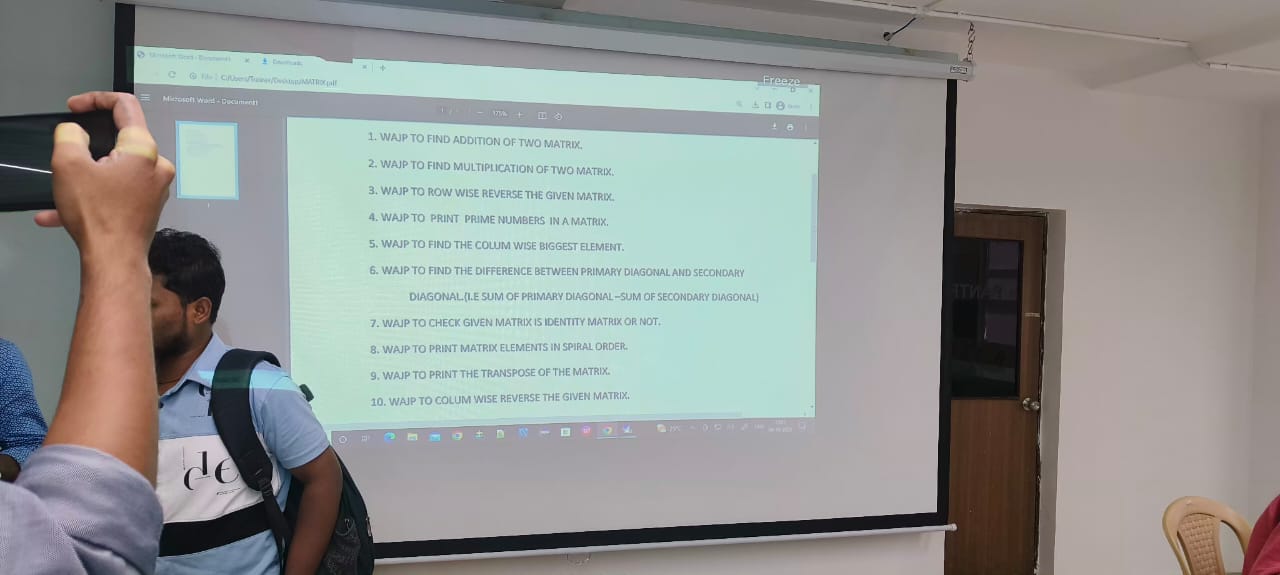 Microsoft Word - Document1
Downloads
Freeze
File
C:/Users/Trainer/Desktop/MATRIX.pdf
Microsoft Word - Document1
175%
1. WAJP TO FIND ADDITION OF TWO MATRIX.
2. WAJP TO FIND MULTIPLICATION OF TWO MATRIX.
3. WAJP TO ROW WISE REVERSE THE GIVEN MATRIX.
4. WAJP TO PRINT PRIME NUMBERS IN A MATRIX.
5. WAJP TO FIND THE COLUM WISE BIGGEST ELEMENT.
6. WAJP TO FIND THE DIFFERENCE BETWEEN PRIMARY DIAGONAL AND SECONDARY
DIAGONAL.(I.E SUM OF PRIMARY DIAGONAL –SUM OF SECONDARY DIAGONAL)
7. WAJP TO CHECK GIVEN MATRIX IS IDENTITY MATRIX OR NOT.
8. WAJP TO PRINT MATRIX ELEMENTS IN SPIRAL ORDER.
9. WAJP TO PRINT THE TRANSPOSE OF THE MATRIX.
10. WAJP TO COLUM WISE REVERSE THE GIVEN MATRIX.